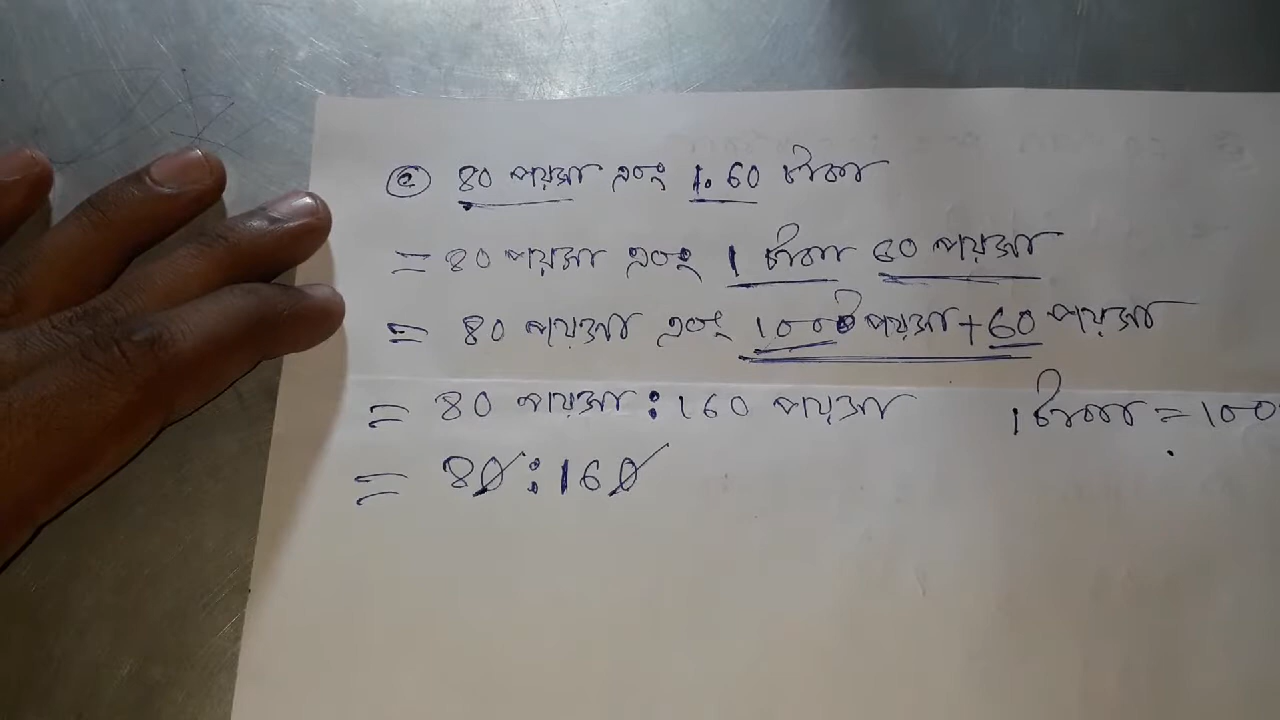 ⓒ 80 পয়সা এবং 1.60 টাকা
= 80 পয়সা এবং 1 টাকা 60 পয়সা
= 80 পয়সা এবং 100 পয়সা + 60 পয়সা
= 80 পয়সা : 160 পয়সা
1 টাকা = 100
= 80 : 160